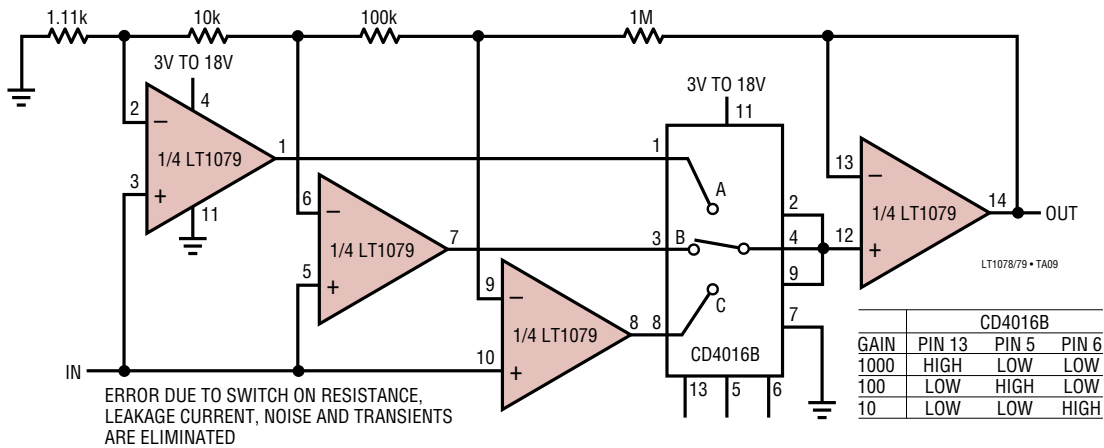 1.11k 10k 100k 1M
3V TO 18V
4
2 −
1/4 LT1079 1
3 +
11
6 −
1/4 LT1079 7
5 +
9 −
1/4 LT1079 8
10 +
IN
3V TO 18V
11
1
A
2
3 B
4
C
9
8
7
CD4016B
13 5 6
13 −
1/4 LT1079 14 OUT
12 +
LT1078/79 • TA09
CD4016B
GAIN PIN 13 PIN 5 PIN 6
1000 HIGH LOW LOW
100 LOW HIGH LOW
10 LOW LOW HIGH
ERROR DUE TO SWITCH ON RESISTANCE,
LEAKAGE CURRENT, NOISE AND TRANSIENTS
ARE ELIMINATED